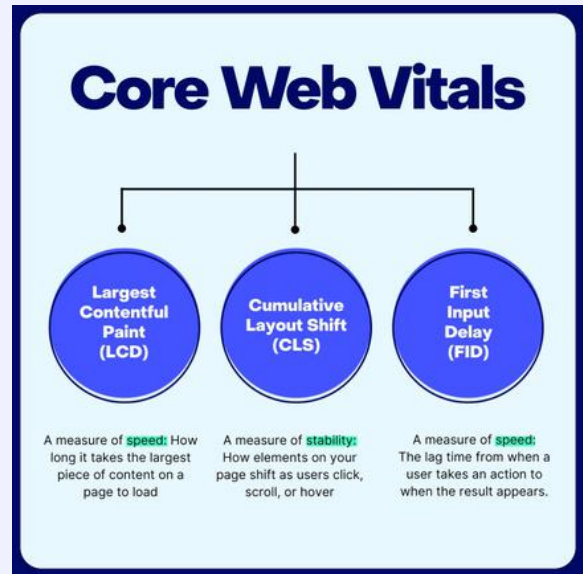 Core Web Vitals
Largest
Contentful
Paint
(LCD)
A measure of speed: How
long it takes the largest
piece of content on a
page to load
Cumulative
Layout Shift
(CLS)
A measure of stability:
How elements on your
page shift as users click,
scroll, or hover
First
Input
Delay
(FID)
A measure of speed:
The lag time from when a
user takes an action to
when the result appears.